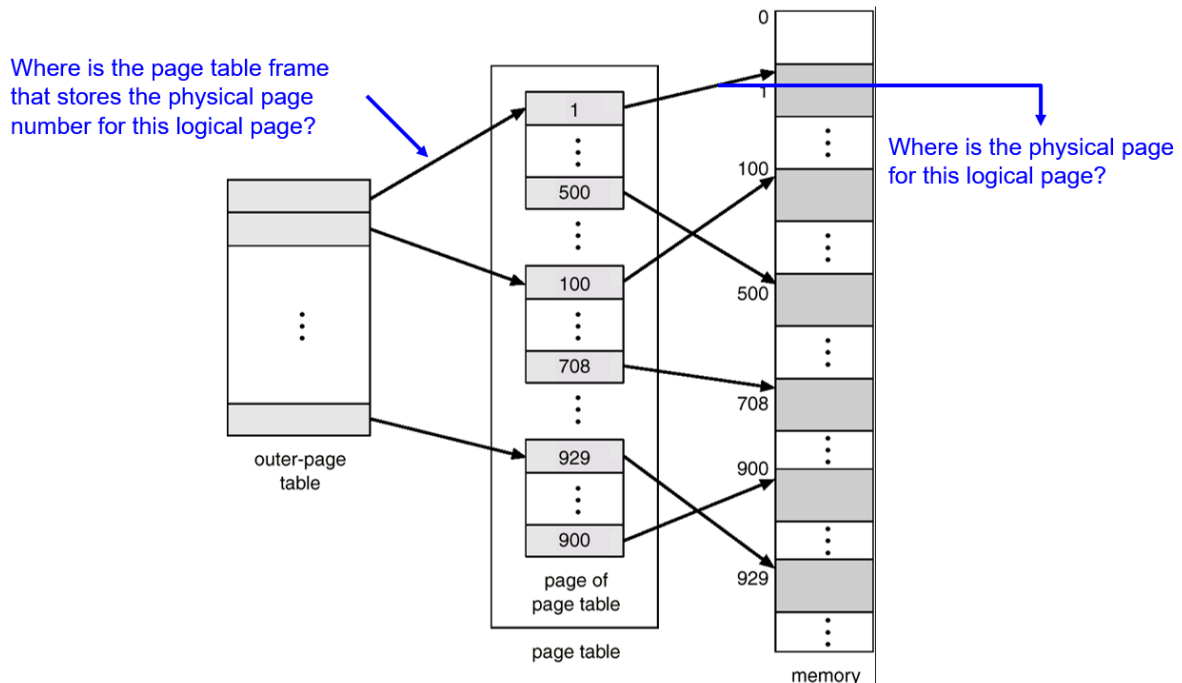 Where is the page table frame
that stores the physical page
number for this logical page?
outer-page
table
1
500
100
708
929
900
page of
page table
page table
0
1
100
500
708
900
929
memory
Where is the physical page
for this logical page?